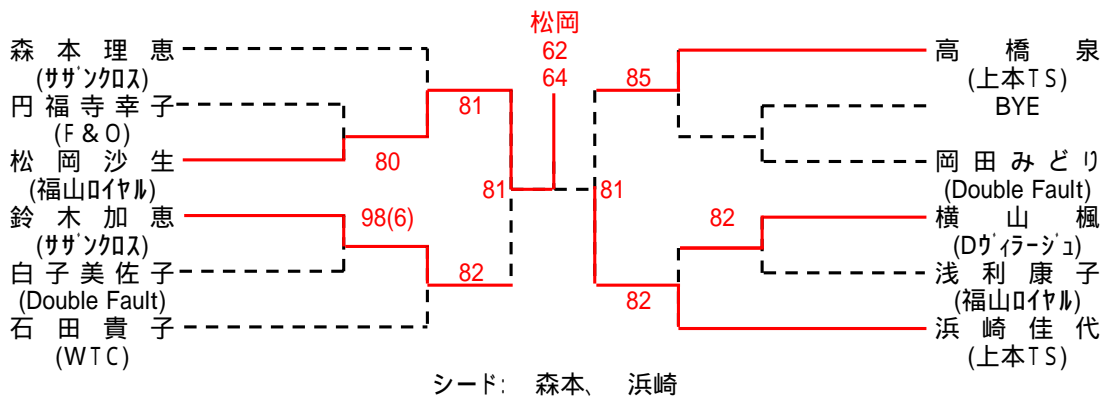 松岡
62
64
森本理恵
(ｻｻﾞﾝｸﾛｽ)
円福寺幸子
(F＆O)
松岡沙生
(福山ﾛｲﾔﾙ)
鈴木加恵
(ｻｻﾞﾝｸﾛｽ)
白子美佐子
(Double Fault)
石田貴子
(WTC)
81
80
81
98(6)
82
85
81
82
82
高橋泉
(上本TS)
BYE
岡田みどり
(Double Fault)
横山楓
(Dｳﾞｨﾗｰｼﾞｭ)
浅利康子
(福山ﾛｲﾔﾙ)
浜崎佳代
(上本TS)
シード: 森本、 浜崎